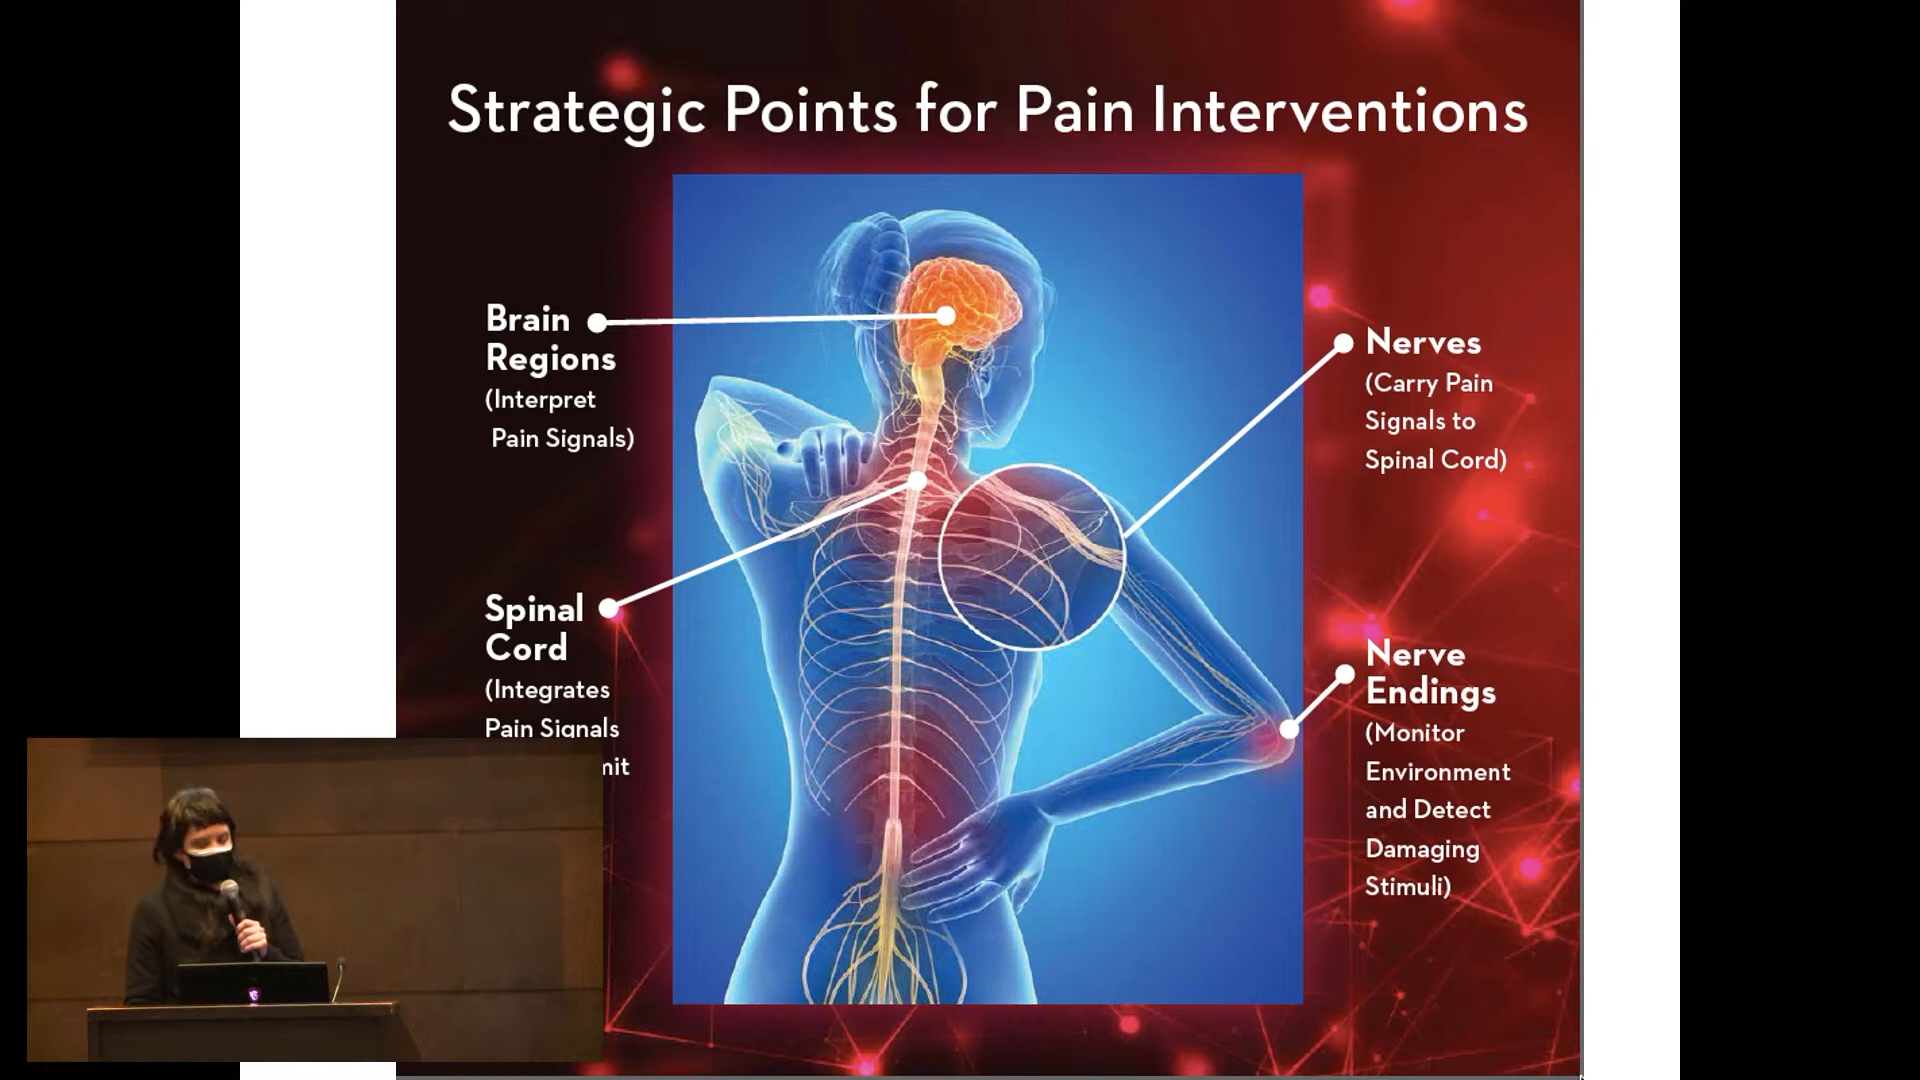 Strategic Points for Pain Interventions
Brain
Regions
(Interpret
Pain Signals)
Spinal
Cord
(Integrates
Pain Signals
Nerves
(Carry Pain
Signals to
Spinal Cord)
Nerve
Endings
(Monitor
Environment
and Detect
Damaging
Stimuli)